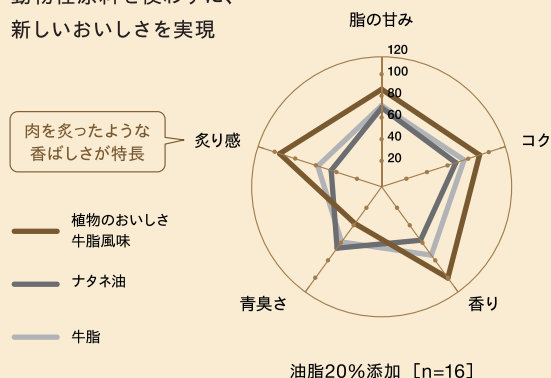 新しいおいしさを実現
脂の甘み
120
100
80
60
40
20
肉を炙ったような
香ばしさが特長
炙り感
コク
植物のおいしさ
牛脂風味
ナタネ油
牛脂
青臭さ
香り
油脂20%添加［n=16］